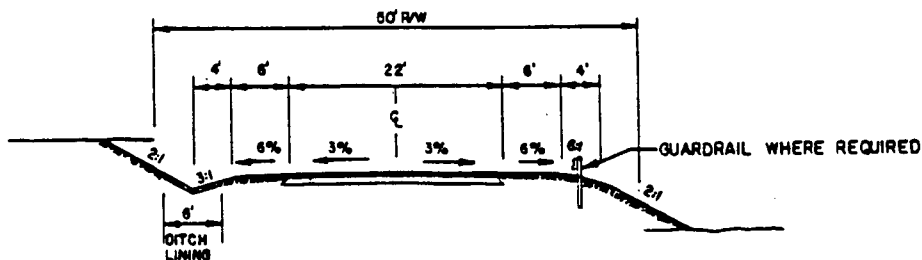 50' R/W
4' 6' 22' 6' 4'
℄
6% 3% 3% 6% 6:1
GUARDRAIL WHERE REQUIRED
2:1 3:1 2:1
6'
DITCH
LINING